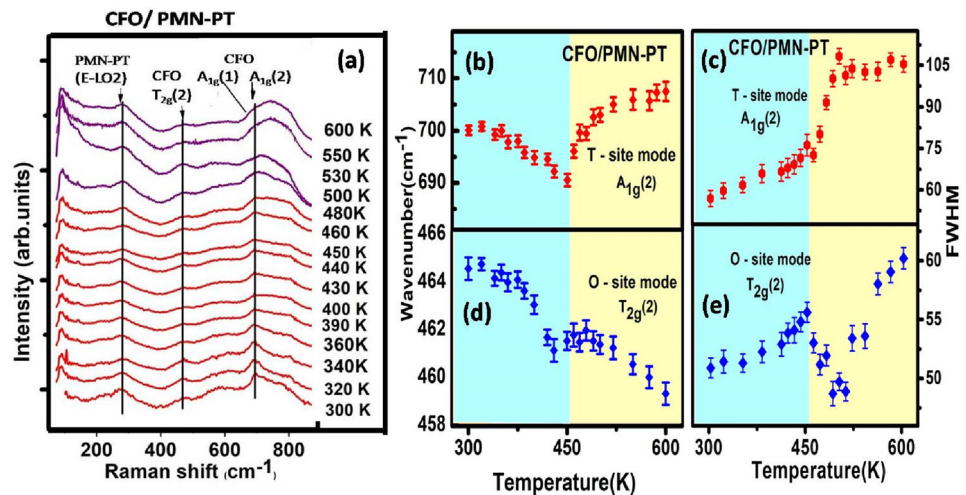 CFO/ PMN-PT
(a)
PMN-PT
(E-LO2)
CFO
T2g(2)
CFO
A1g(1)
A1g(2)
600 K
550 K
530 K
500 K
480K
460 K
450 K
440 K
430 K
400 K
390 K
360K
340K
320 K
300 K
Intensity (arb.units)
200
400
600
800
Raman shift (cm-1)
(b)
CFO/PMN-PT
T - site mode
A1g(2)
710
700
690
Wavenumber(cm-1)
(c)
CFO/PMN-PT
T - site mode
A1g(2)
105
90
75
60
FWHM
(d)
O - site mode
T2g(2)
466
464
462
460
458
300
450
600
Temperature(K)
(e)
O - site mode
T2g(2)
60
55
50
300
450
600
Temperature(K)